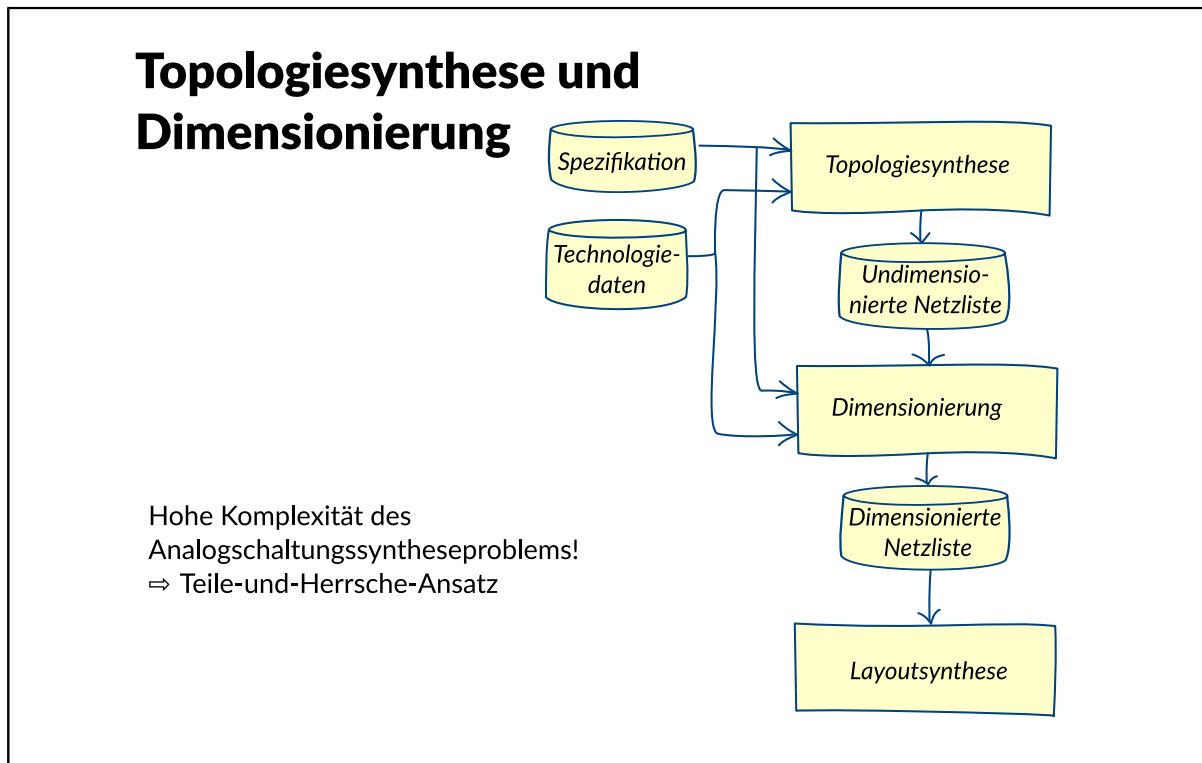 Topologiesynthese und
Dimensionierung
Spezifikation
Topologiesynthese
Technologie-
daten
Undimensio-
nierte Netzliste
Dimensionierung
Dimensionierte
Netzliste
Layoutsynthese
Hohe Komplexität des
Analogschaltungssyntheseproblems!
⇨ Teile-und-Herrsche-Ansatz